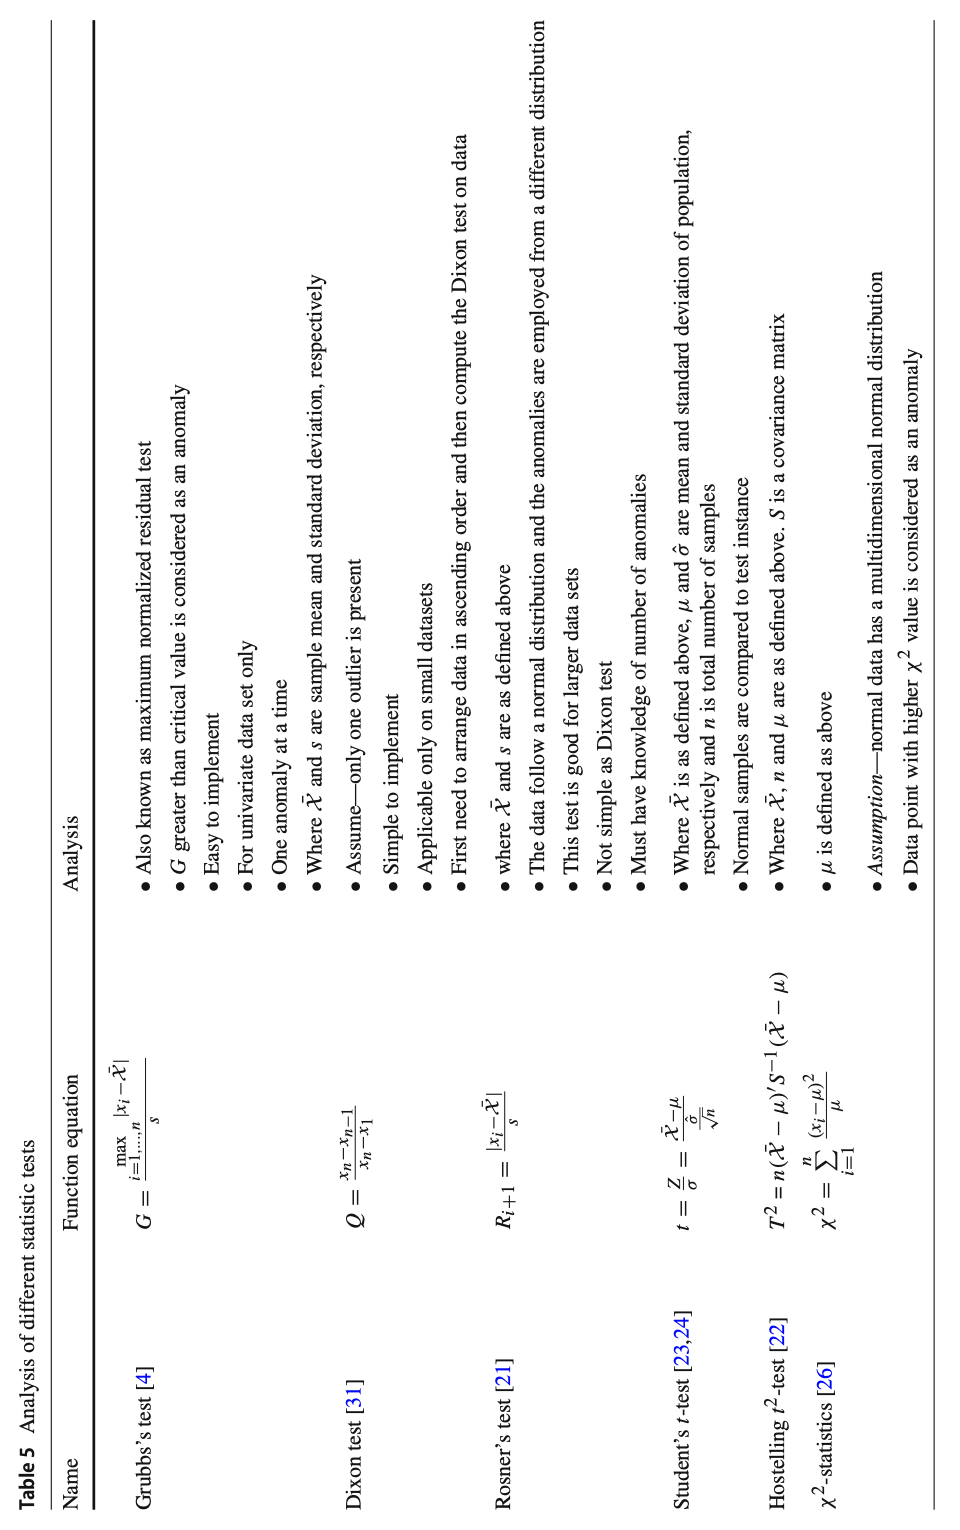 Table 5 Analysis of different statistic tests
Name Function equation Analysis
Grubbs's test [4] G = max_{i=1,...,n} |x_i − X̄| / s • Also known as maximum normalized residual test
• G greater than critical value is considered as an anomaly
• Easy to implement
• For univariate data set only
• One anomaly at a time
• Where X̄ and s are sample mean and standard deviation, respectively
Dixon test [31] Q = (x_n − x_{n−1}) / (x_n − x_1) • Assume—only one outlier is present
• Simple to implement
• Applicable only on small datasets
• First need to arrange data in ascending order and then compute the Dixon test on data
Rosner's test [21] R_{i+1} = |x_i − X̄| / s • where X̄ and s are as defined above
• The data follow a normal distribution and the anomalies are employed from a different distribution
• This test is good for larger data sets
• Not simple as Dixon test
• Must have knowledge of number of anomalies
Student's t-test [23,24] t = Z/σ = (X̄ − μ) / (σ̂/√n) • Where X̄ is as defined above, μ and σ̂ are mean and standard deviation of population,
respectively and n is total number of samples
• Normal samples are compared to test instance
Hostelling t²-test [22] T² = n(X̄ − μ)′S⁻¹(X̄ − μ) • Where X̄, n and μ are as defined above. S is a covariance matrix
χ²-statistics [26] χ² = Σ_{i=1}^{n} (x_i − μ)² / μ • μ is defined as above
• Assumption—normal data has a multidimensional normal distribution
• Data point with higher χ² value is considered as an anomaly